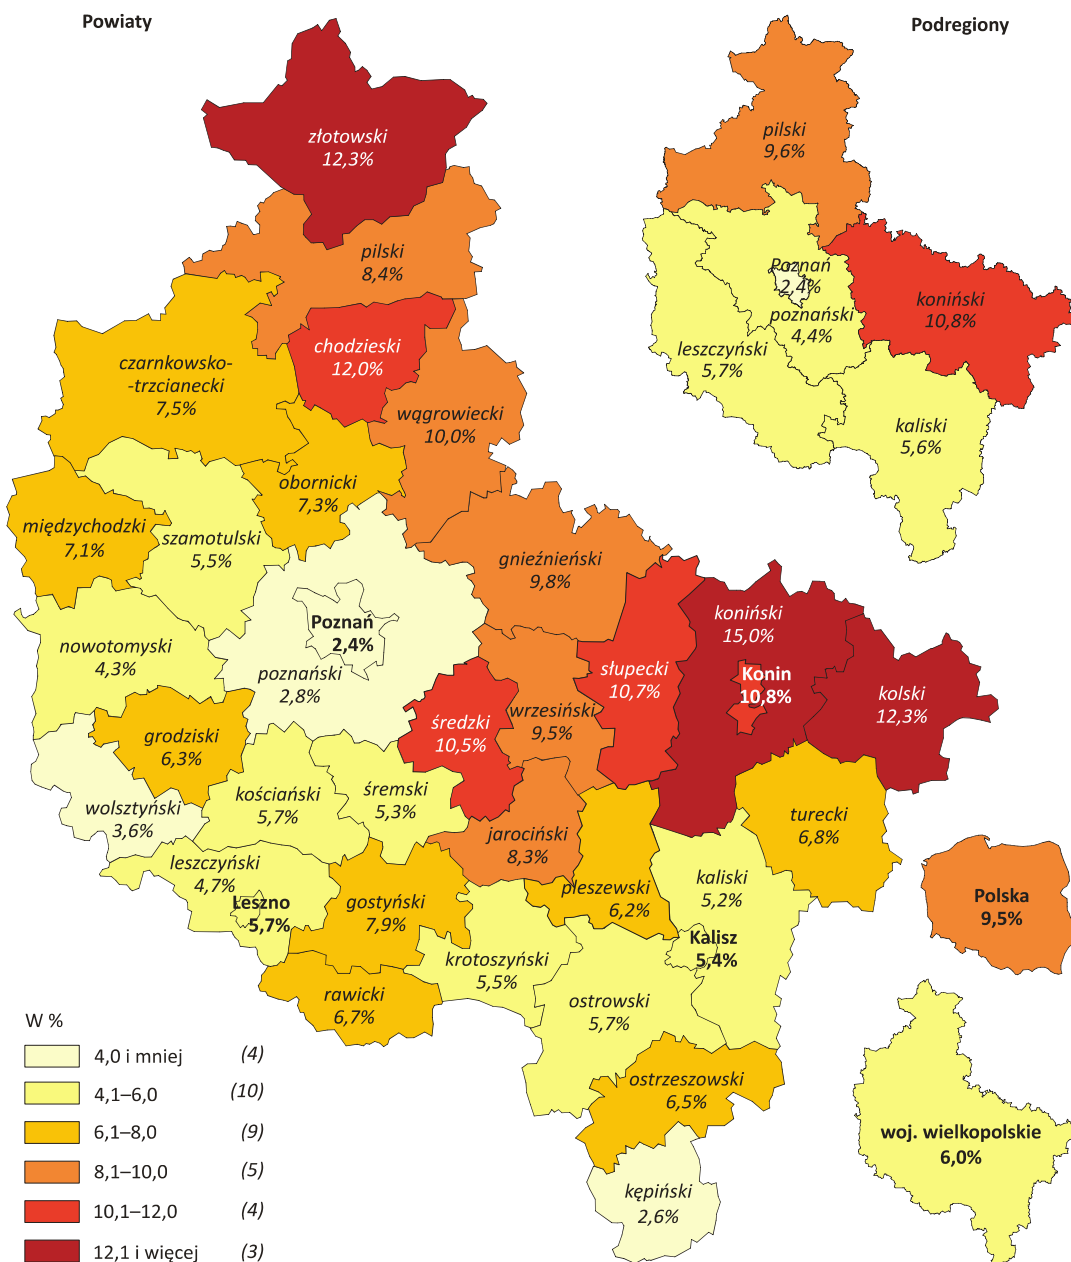 Powiaty
Podregiony
złotowski
12,3%
pilski
8,4%
chodzieski
12,0%
czarnkowsko-
-trzcianecki
7,5%
wągrowiecki
10,0%
obornicki
7,3%
międzychodzki
7,1%
szamotulski
5,5%
gnieźnieński
9,8%
nowotomyski
4,3%
Poznań
2,4%
poznański
2,8%
słupecki
10,7%
koniński
15,0%
Konin
10,8%
kolski
12,3%
grodziski
6,3%
średzki
10,5%
wrzesiński
9,5%
wolsztyński
3,6%
kościański
5,7%
śremski
5,3%
jarociński
8,3%
turecki
6,8%
leszczyński
4,7%
Leszno
5,7%
gostyński
7,9%
pleszewski
6,2%
kaliski
5,2%
Kalisz
5,4%
krotoszyński
5,5%
rawicki
6,7%
ostrowski
5,7%
ostrzeszowski
6,5%
kępiński
2,6%
pilski
9,6%
Poznań
2,4%
poznański
4,4%
koniński
10,8%
leszczyński
5,7%
kaliski
5,6%
Polska
9,5%
woj. wielkopolskie
6,0%
W %
4,0 i mniej (4)
4,1–6,0 (10)
6,1–8,0 (9)
8,1–10,0 (5)
10,1–12,0 (4)
12,1 i więcej (3)